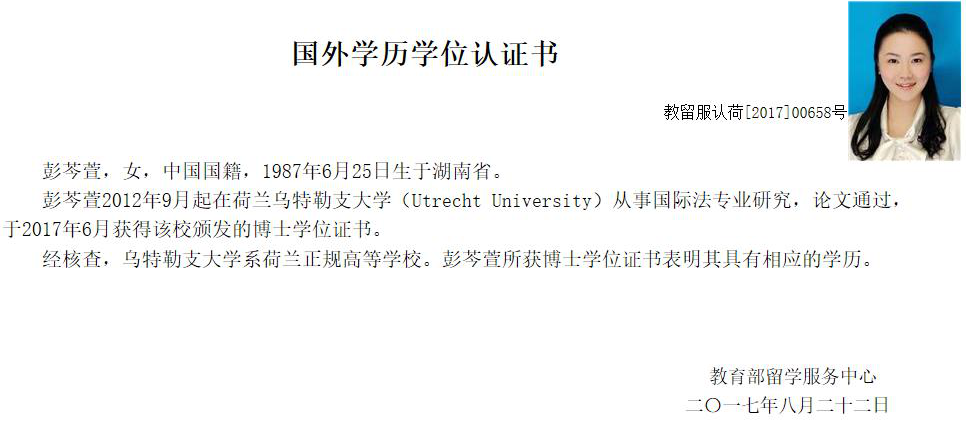 国外学历学位认证书
教留服认荷[2017]00658号
彭芩萱，女，中国国籍，1987年6月25日生于湖南省。
彭芩萱2012年9月起在荷兰乌特勒支大学（Utrecht University）从事国际法专业研究，论文通过，
于2017年6月获得该校颁发的博士学位证书。
经核查，乌特勒支大学系荷兰正规高等学校。彭芩萱所获博士学位证书表明其具有相应的学历。
教育部留学服务中心
二〇一七年八月二十二日